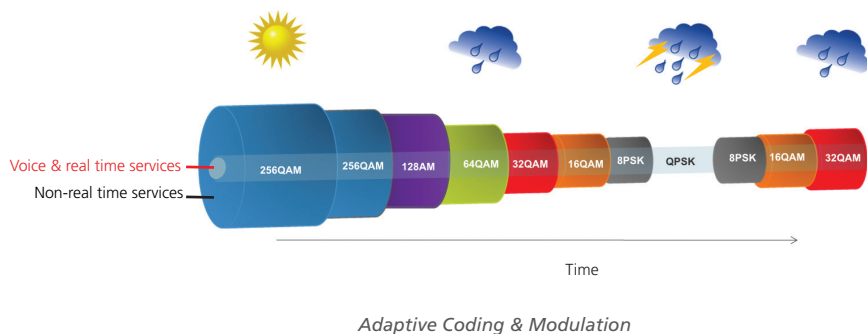 Voice & real time services
Non-real time services
256QAM
256QAM
128AM
64QAM
32QAM
16QAM
8PSK
QPSK
8PSK
16QAM
32QAM
Time
Adaptive Coding & Modulation